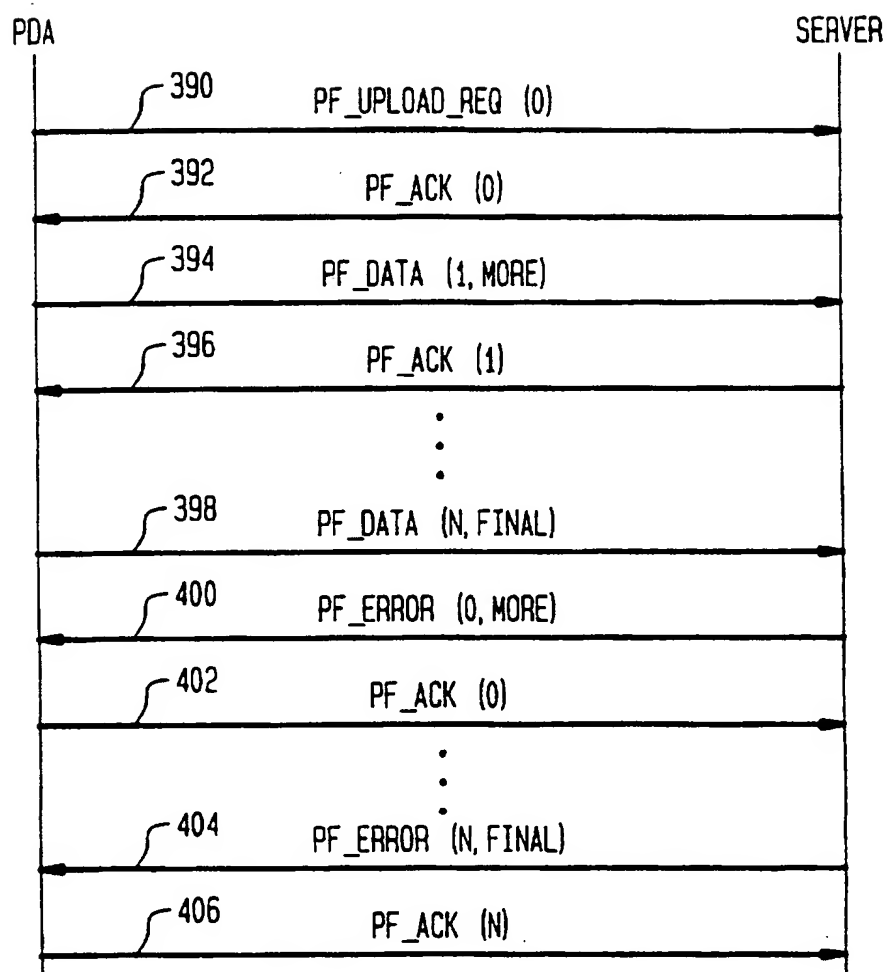 PDA SERVER
390 PF_UPLOAD_REQ (0)
392 PF_ACK (0)
394 PF_DATA (1, MORE)
396 PF_ACK (1)
398 PF_DATA (N, FINAL)
400 PF_ERROR (0, MORE)
402 PF_ACK (0)
404 PF_ERROR (N, FINAL)
406 PF_ACK (N)